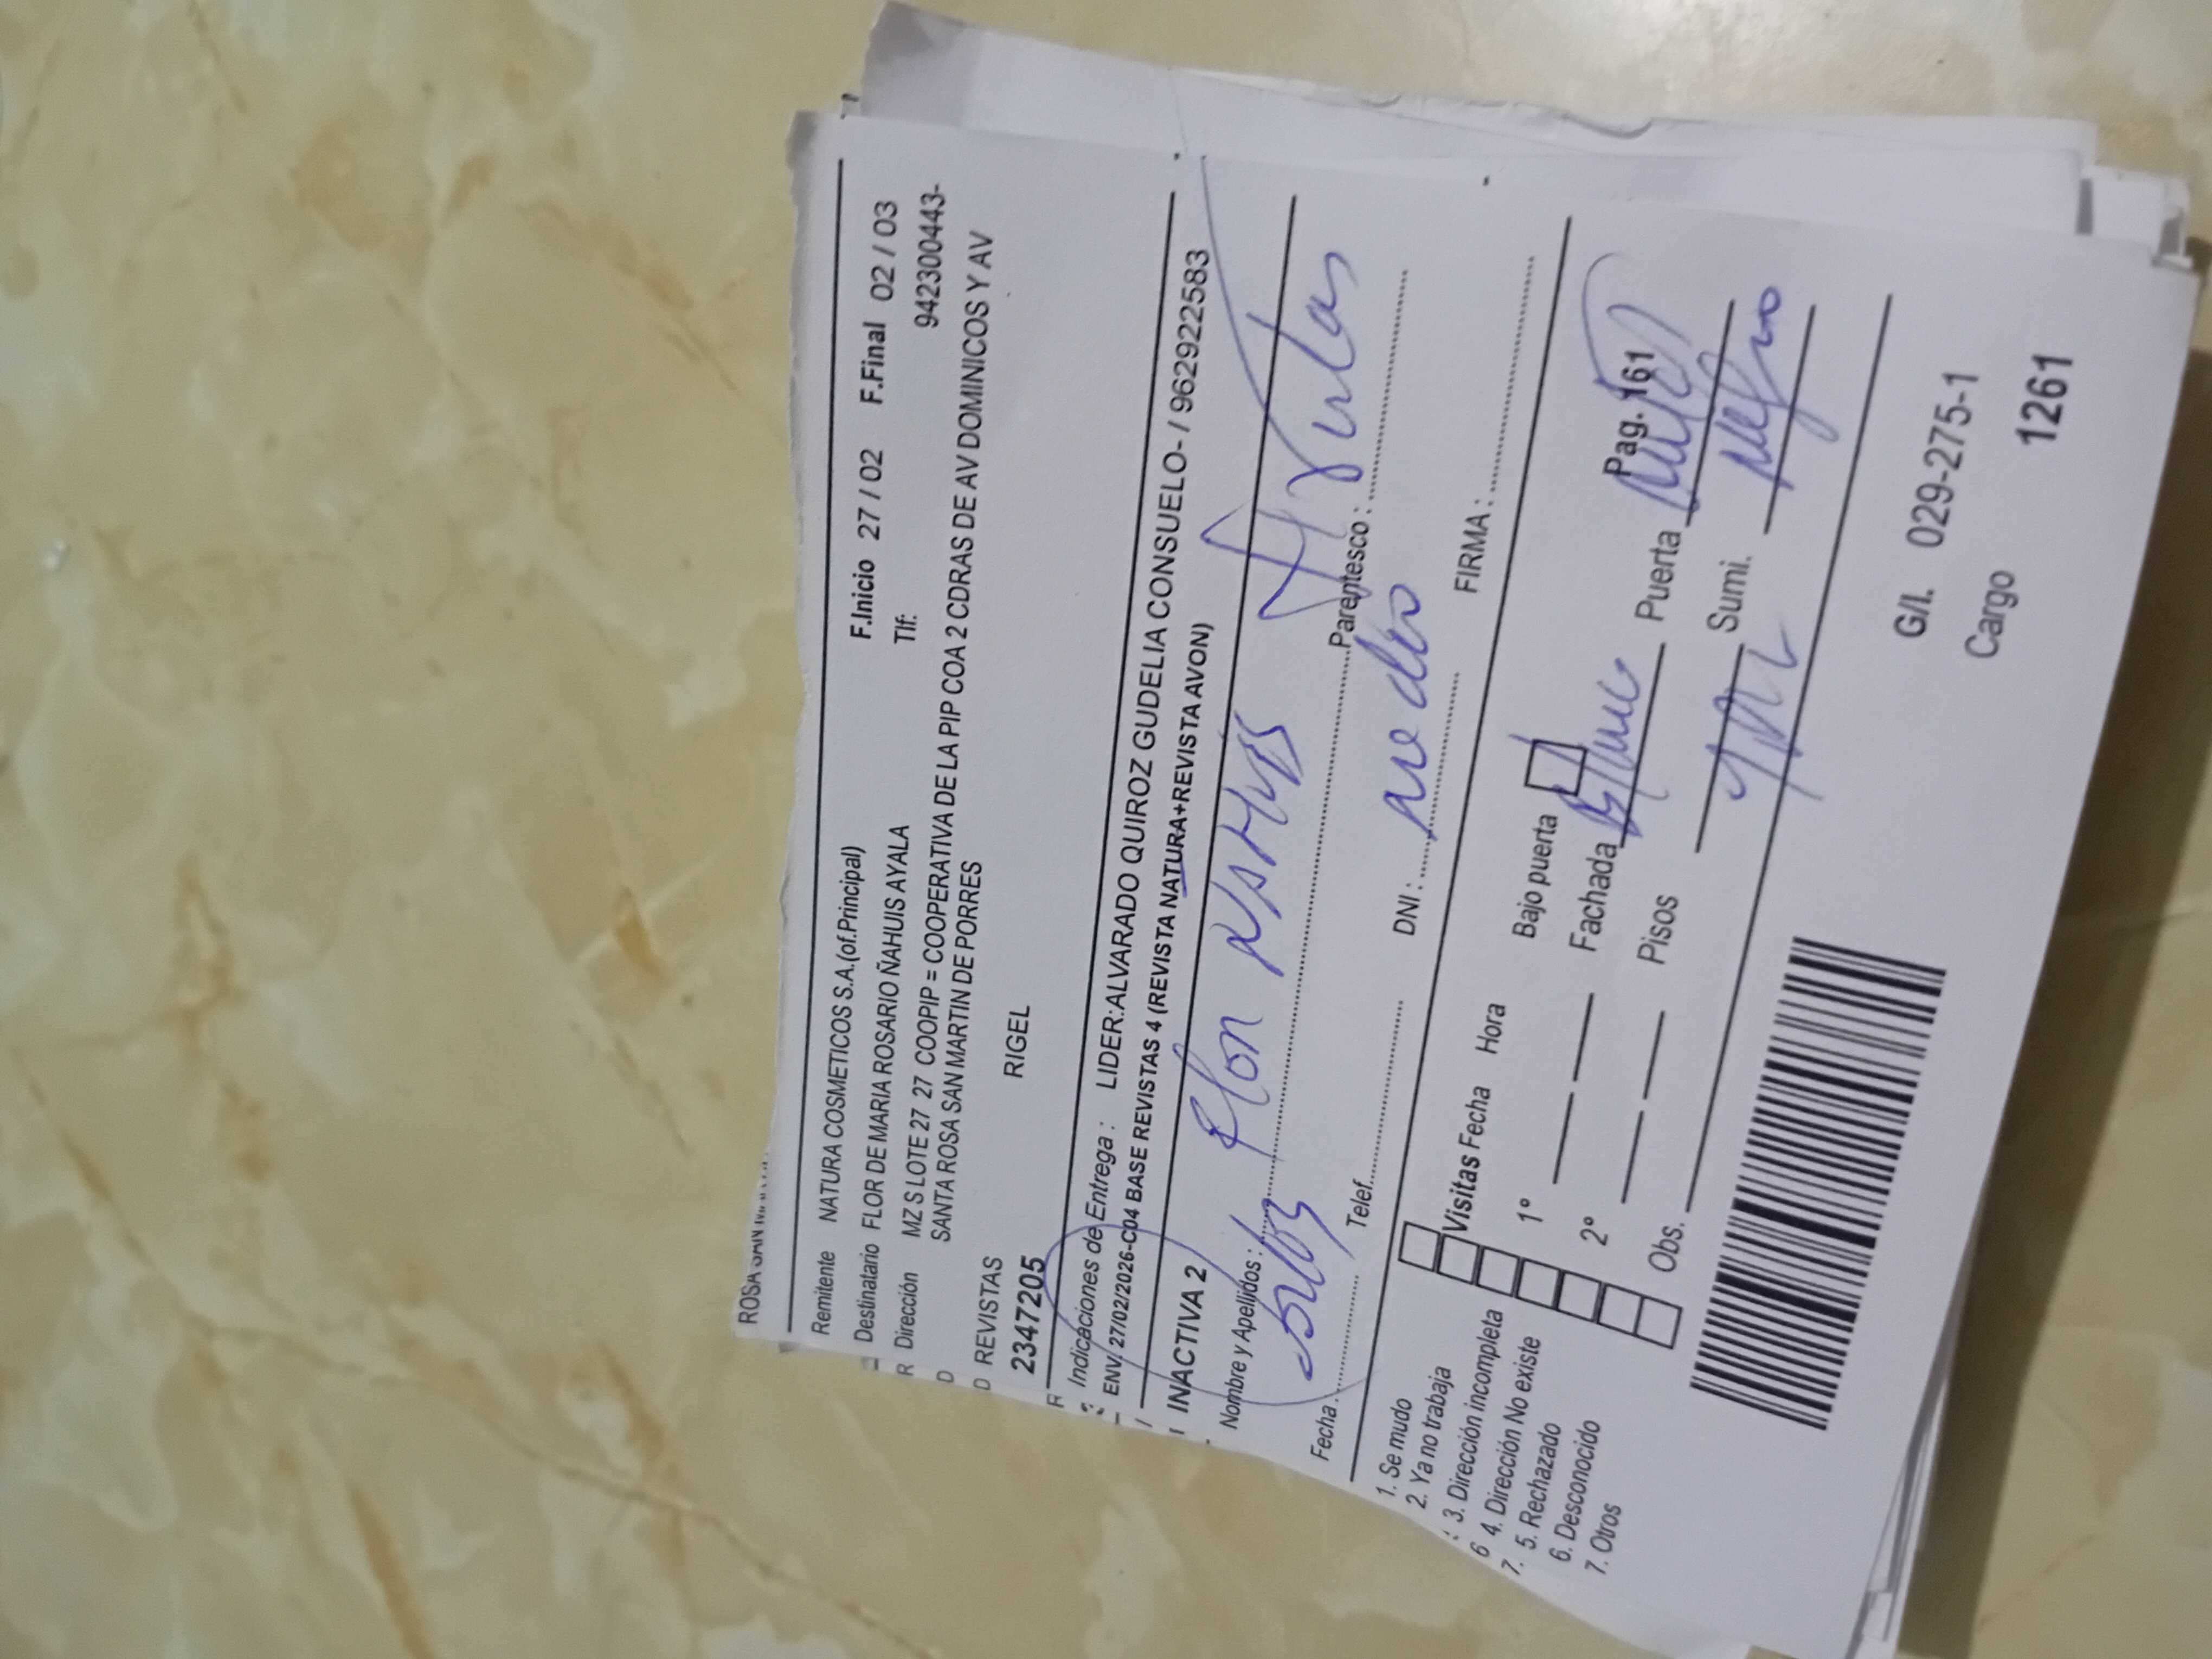 Remitente NATURA COSMETICOS S.A.(of.Principal) F.Inicio 27 / 02 F.Final 02 / 03
Destinatario FLOR DE MARIA ROSARIO ÑAHUIS AYALA Tlf: 942300443-
Dirección MZ S LOTE 27 27 COOPIP = COOPERATIVA DE LA PIP COA 2 CDRAS DE AV DOMINICOS Y AV
SANTA ROSA SAN MARTIN DE PORRES
REVISTAS
RIGEL
2347205
Indicaciones de Entrega : LIDER:ALVARADO QUIROZ GUDELIA CONSUELO- / 962922583
ENV. 27/02/2026-C04 BASE REVISTAS 4 (REVISTA NATURA+REVISTA AVON)
INACTIVA 2
Nombre y Apellidos : Flor
Parentesco :
Fecha : Telef. DNI : FIRMA :
1. Se mudo
2. Ya no trabaja
3. Dirección incompleta
4. Dirección No existe
5. Rechazado
6. Desconocido
7. Otros
Visitas Fecha Hora Bajo puerta
1° Fachada Puerta Pag. 161
2° Pisos Sumi.
Obs.
G/I. 029-275-1
Cargo 1261